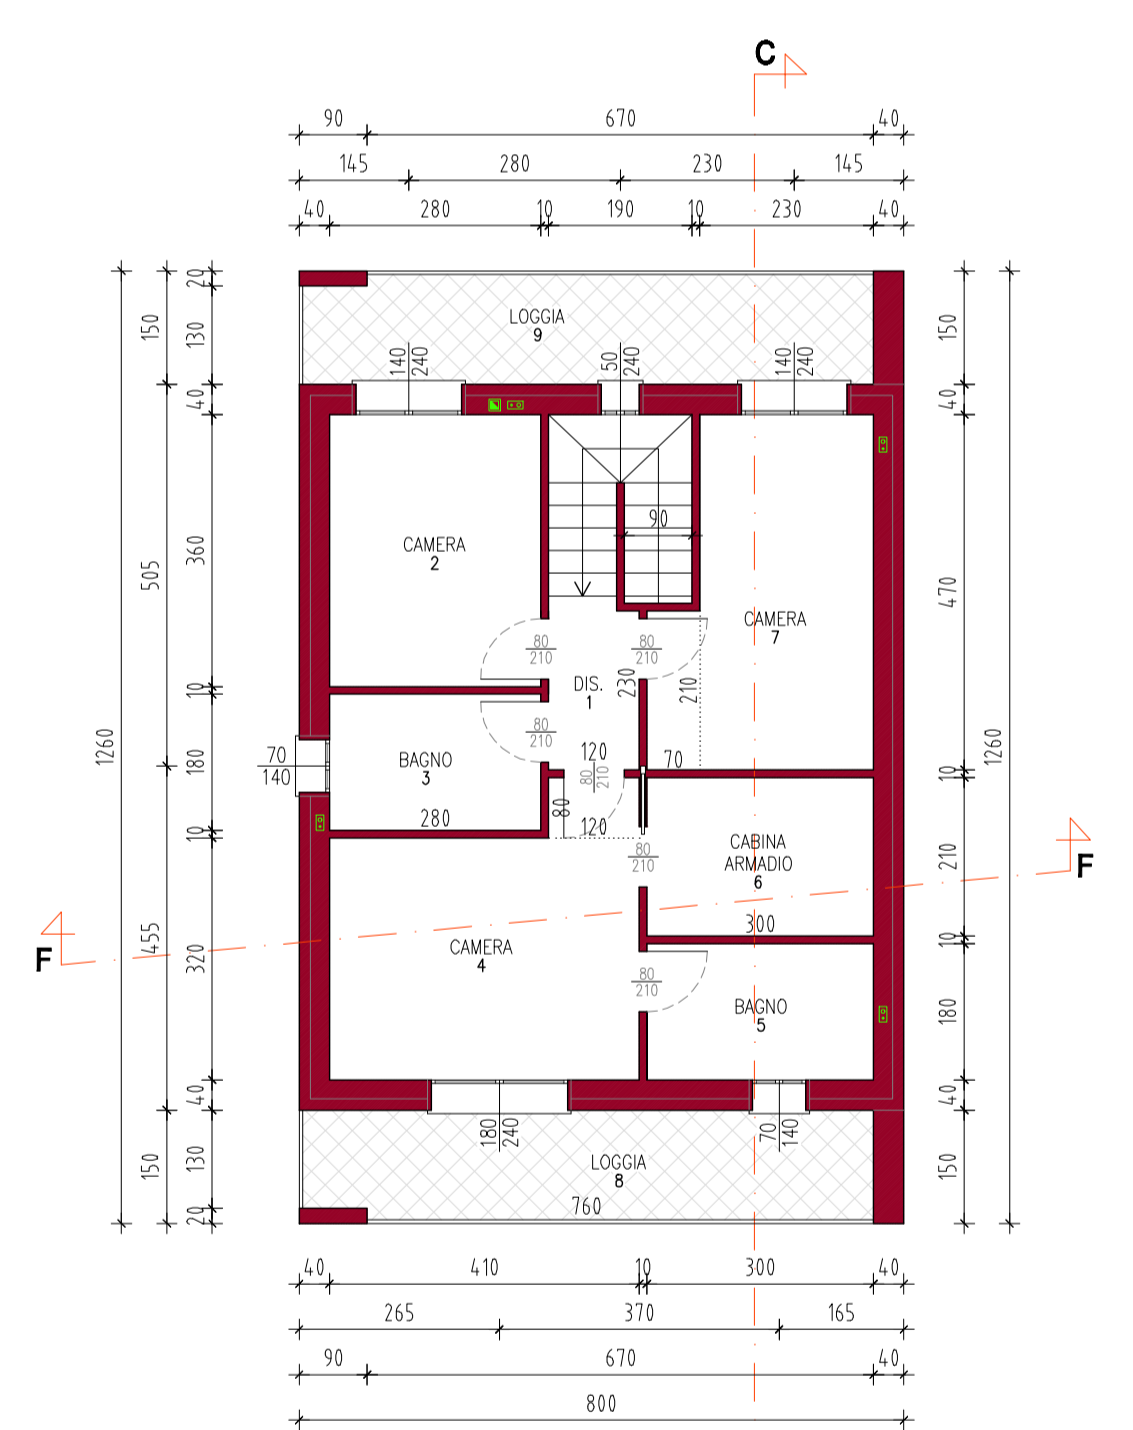 C
90 670 40
145 280 230 145
40 280 10 190 10 230 40
20
150 130 150
LOGGIA
9
140 240
50 240
140 240
40 40
CAMERA
2
90
505 360 470
CAMERA
7
80
210
80
210
DIS.
1
230
210
10
80
210
70
140
BAGNO
3
120
70
1260 180 1260
80 210
10
280
80
120
10
80
210
CABINA
ARMADIO
6
210
F
300
F
455 320
CAMERA
4
10
80
210
BAGNO
5
180
40 40
180 240
70 140
150 130 150
LOGGIA
8
760
20
40 410 10 300 40
265 370 165
90 670 40
800